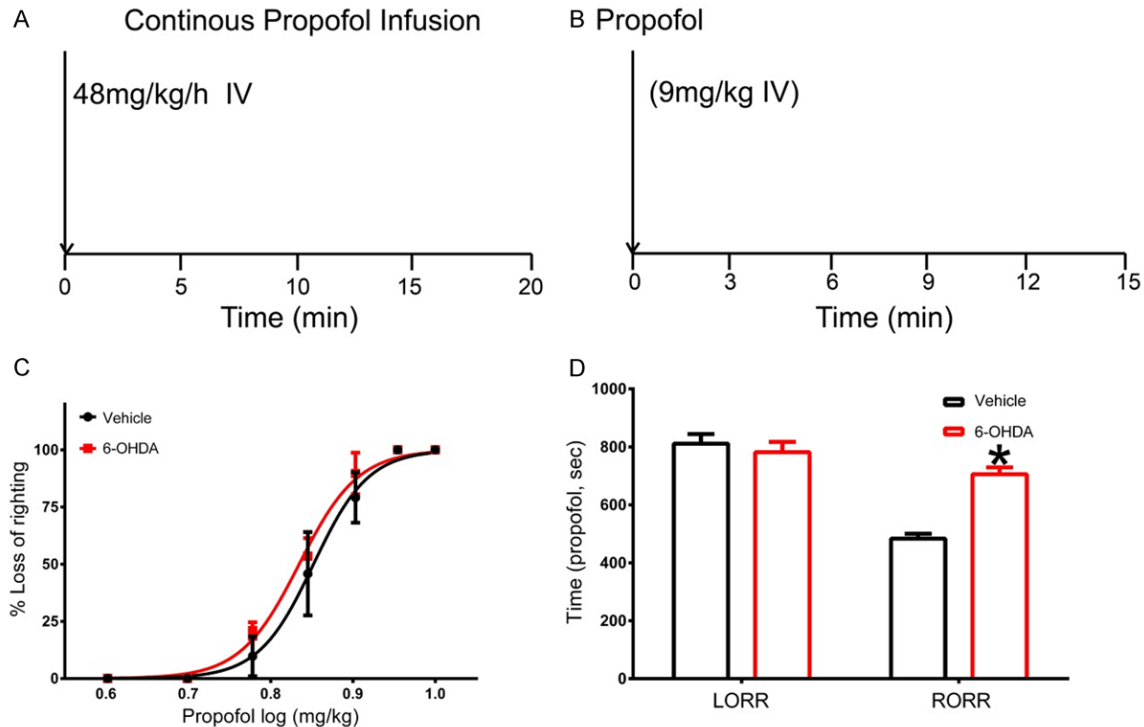 A Continous Propofol Infusion
48mg/kg/h IV
0 5 10 15 20
Time (min)
B Propofol
(9mg/kg IV)
0 3 6 9 12 15
Time (min)
C
Vehicle
6-OHDA
% Loss of righting
100
75
50
25
0
0.6 0.7 0.8 0.9 1.0
Propofol log (mg/kg)
D
Vehicle
6-OHDA
*
Time (propofol, sec)
1000
800
600
400
200
0
LORR RORR